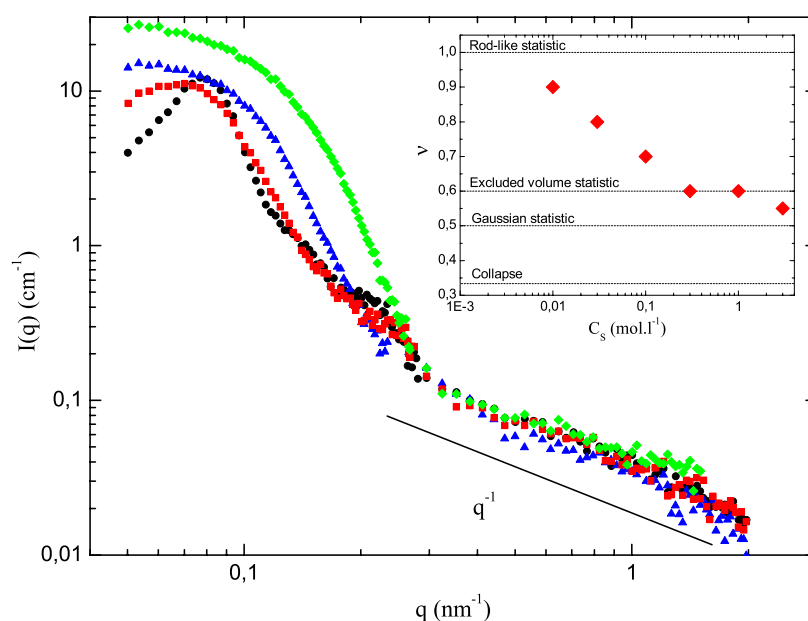 10
1
0,1
0,01
0,1
1
I(q) (cm⁻¹)
q (nm⁻¹)
q⁻¹
1,0
0,9
0,8
0,7
0,6
0,5
0,4
0,3
ν
Rod-like statistic
Excluded volume statistic
Gaussian statistic
Collapse
1E-3
0,01
0,1
1
Cₛ (mol.l⁻¹)